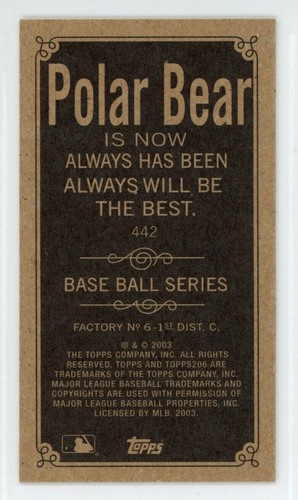 Polar Bear
IS NOW
ALWAYS HAS BEEN
ALWAYS WILL BE
THE BEST.
442
BASE BALL SERIES
FACTORY Nº 6-1ST. DIST. C.
® & © 2003
THE TOPPS COMPANY, INC. ALL RIGHTS
RESERVED. TOPPS AND TOPPS206 ARE
TRADEMARKS OF THE TOPPS COMPANY, INC.
MAJOR LEAGUE BASEBALL TRADEMARKS AND
COPYRIGHTS ARE USED WITH PERMISSION OF
MAJOR LEAGUE BASEBALL PROPERTIES, INC.
LICENSED BY MLB, 2003.
TOPPS